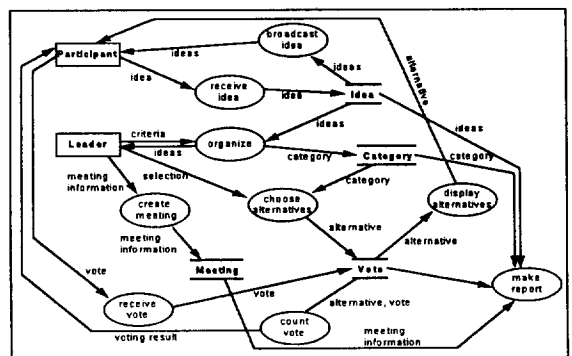 broadcast
idea
Participant
ideas
ideas
idea
receive
idea
idea
Idea
alternative
ideas
ideas
Leader
criteria
ideas
organize
category
Category
category
category
meeting
information
selection
create
meeting
choose
alternatives
display
alternatives
meeting
information
alternative
alternative
Meeting
Vote
make
report
vote
receive
vote
vote
alternative, vote
count
vote
voting result
meeting
information